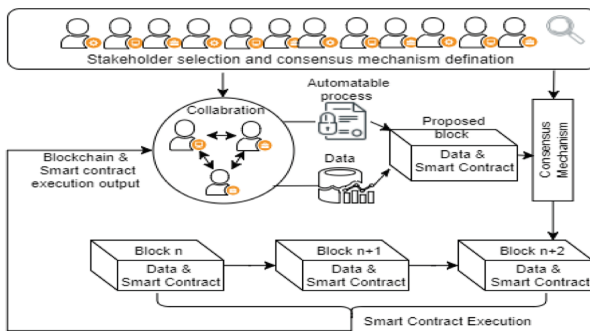 Stakeholder selection and consensus mechanism defination
Collabration
Automatable
process
Data
Proposed
block
Data &
Smart Contract
Consensus
Mechanism
Blockchain &
Smart contract
execution output
Block n
Data &
Smart Contract
Block n+1
Data &
Smart Contract
Block n+2
Data &
Smart Contract
Smart Contract Execution